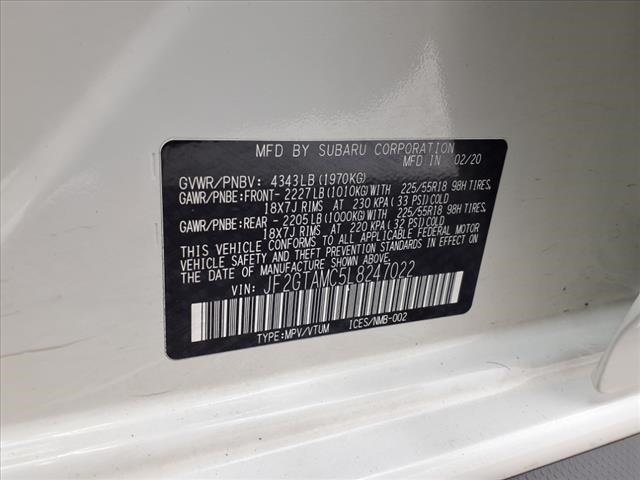 MFD BY SUBARU CORPORATION
MFD IN 02/20
GVWR/PNBV: 4343LB(1970KG)
GAWR/PNBE:FRONT- 2227LB(1010KG)WITH 225/55R18 98H TIRES,
18X7J RIMS AT 230 KPA(33 PSI)COLD
GAWR/PNBE:REAR - 2205LB(1000KG)WITH 225/55R18 98H TIRES,
18X7J RIMS AT 220 KPA(32 PSI)COLD
THIS VEHICLE CONFORMS TO ALL APPLICABLE FEDERAL MOTOR
VEHICLE SAFETY, BUMPER, AND THEFT PREVENTION STANDARDS IN EFFECT ON
THE DATE OF MANUFACTURE SHOWN ABOVE.
VIN: JF2GTAMC5L8247022
TYPE:MPV/VTUM ICES/NMB-002